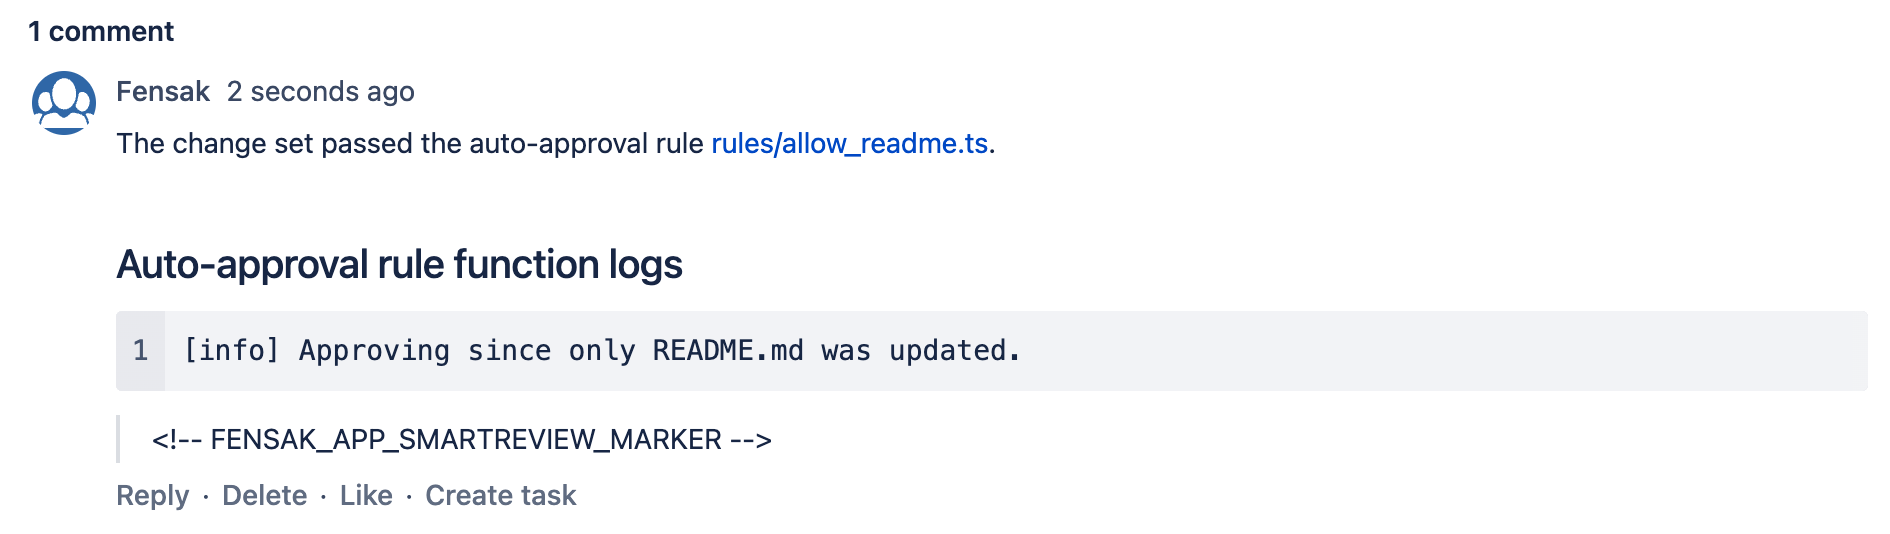 1 comment
Fensak 2 seconds ago
The change set passed the auto-approval rule rules/allow_readme.ts.
Auto-approval rule function logs
1 [info] Approving since only README.md was updated.
<!-- FENSAK_APP_SMARTREVIEW_MARKER -->
Reply · Delete · Like · Create task